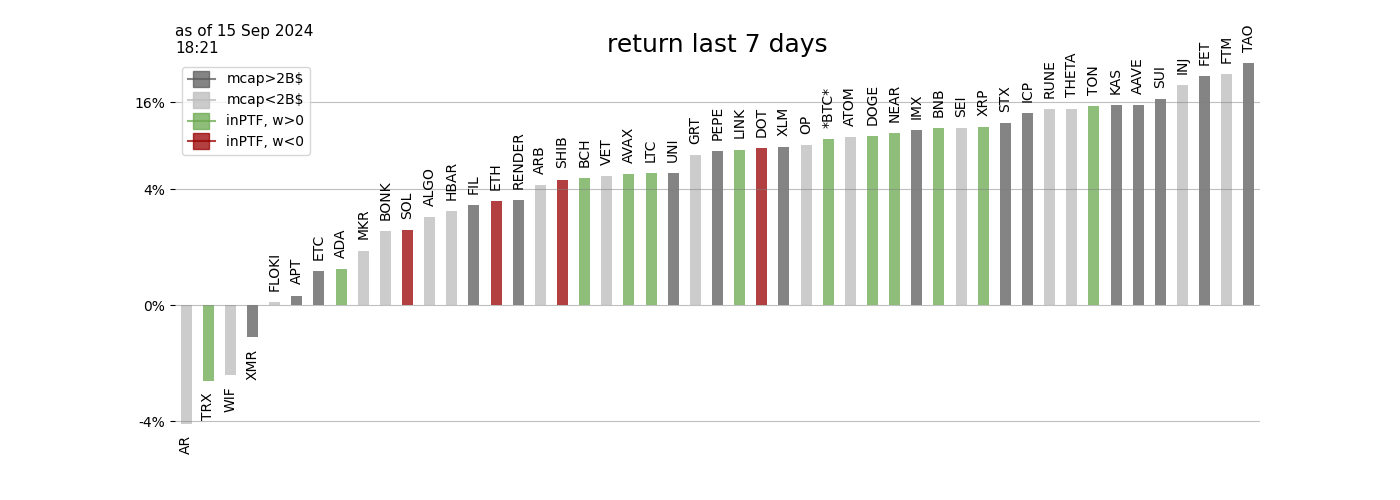 as of 15 Sep 2024
18:21
return last 7 days
mcap>2B$
mcap<2B$
inPTF, w>0
inPTF, w<0
16%
4%
0%
-4%
AR
TRX
WIF
XMR
FLOKI
APT
ETC
ADA
MKR
BONK
SOL
ALGO
HBAR
FIL
ETH
RENDER
ARB
SHIB
BCH
VET
AVAX
LTC
UNI
GRT
PEPE
LINK
DOT
XLM
OP
*BTC*
ATOM
DOGE
NEAR
IMX
BNB
SEI
XRP
STX
ICP
RUNE
THETA
TON
KAS
AAVE
SUI
INJ
FET
FTM
TAO